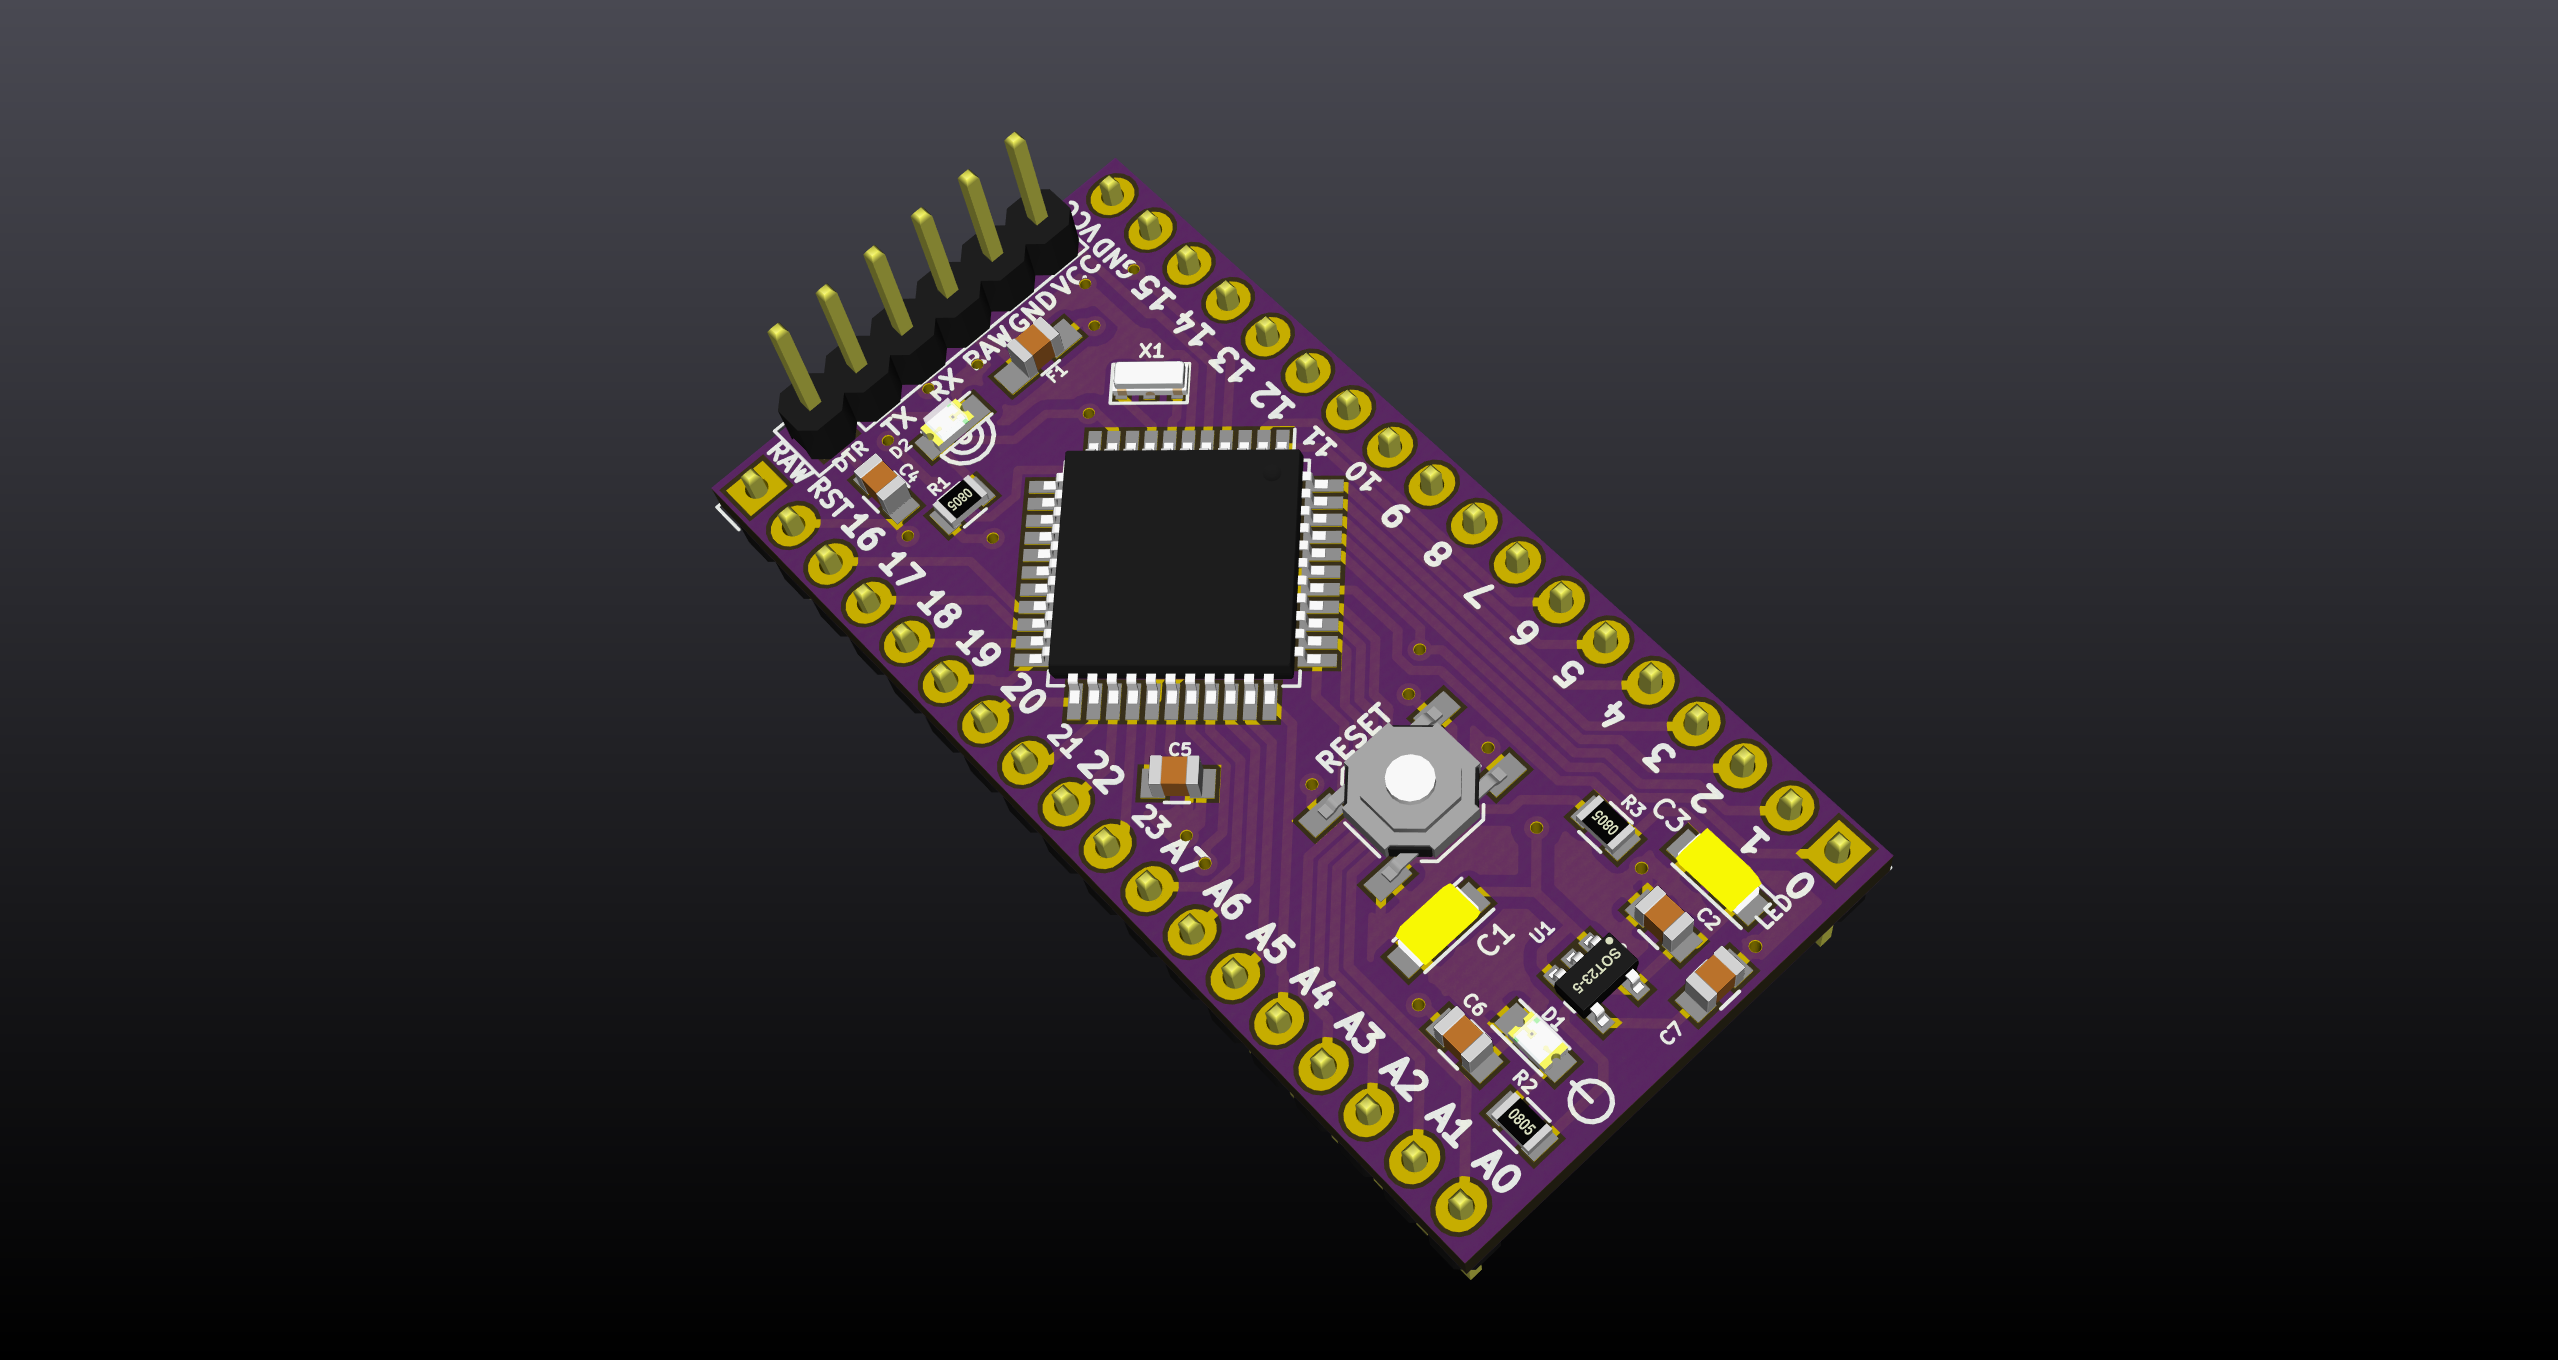 VCC
GND
15
14
13
12
11
10
9
8
7
6
5
4
3
2
1
0
LED
VCC
GND
RAW
RX
TX
DTR
F1
X1
D2
C4
R1
0805
RAW
RST
16
17
18
19
20
21
22
23
A7
A6
A5
A4
A3
A2
A1
A0
C5
RESET
R3
0805
C3
C2
C1
U1
SOT23-5
C7
C6
D1
R2
0805